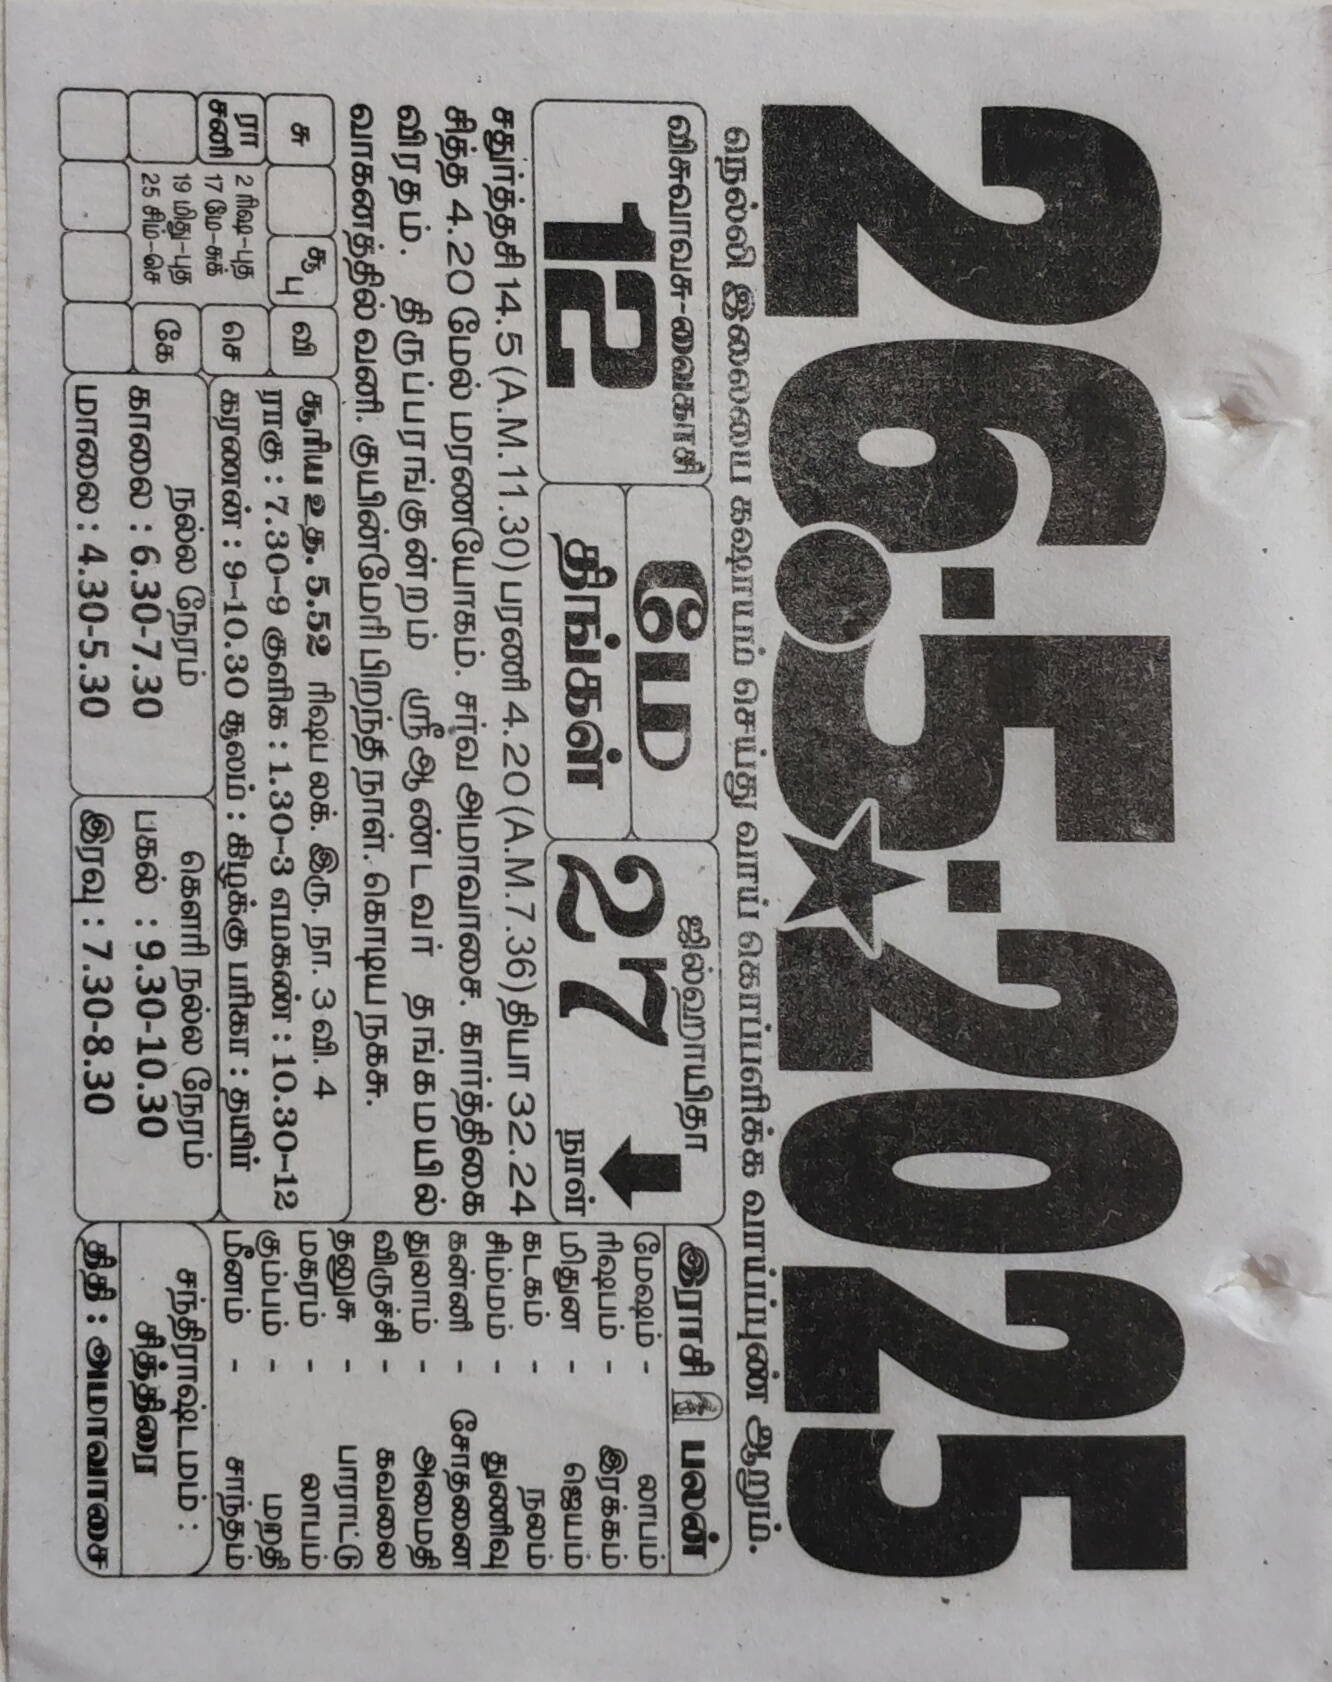 26.5.2025
நெல்லி இலையை கஷாயம் செய்து வாய் கொப்பளிக்க வாய்ப்புண் ஆறும்.
விசுவாவசு-வைகாசி
12
மே
திங்கள்
ஜில்ஹாயிதா
27
நாள்
சதுர்த்தசி 14.5 (A.M.11.30) பரணி 4.20 (A.M.7.36) தியா 32.24
சித்த 4.20 மேல் மரணயோகம். சர்வ அமாவாசை. கார்த்திகை
விரதம். திருப்பரங்குன்றம் ஸ்ரீஆண்டவர் தங்கமயில்
வாகனத்தில் வனி. குயின்மேரி பிறந்த நாள். கொடிய நகசு.
சு
சூ
பு
வி
ரா
சனி
2 ரிஷ-புத
17 மே-சுக்
19 மிது-புத
25 சிம்-செ
செ
கே
சூரிய உத. 5.52 ரிஷப லக். இரு. நா. 3 வி. 4
ராகு : 7.30-9 குளிக : 1.30-3 எமகண் : 10.30-12
கரணன் : 9-10.30 சூலம் : கிழக்கு பரிகா : தயிர்
நல்ல நேரம்
காலை : 6.30-7.30
மாலை : 4.30-5.30
கௌரி நல்ல நேரம்
பகல் : 9.30-10.30
இரவு : 7.30-8.30
இராசி பலன்
மேஷம் - லாபம்
ரிஷபம் - இரக்கம்
மிதுன - ஜெயம்
கடகம் - நலம்
சிம்மம் - துணிவு
கன்னி - சோதனை
துலாம் - அமைதி
விருச்சி - கவலை
தனுசு - பாராட்டு
மகரம் - லாபம்
கும்பம் - மறதி
மீனம் - சாந்தம்
சந்திராஷ்டமம் :
சித்திரை
திதி : அமாவாசை